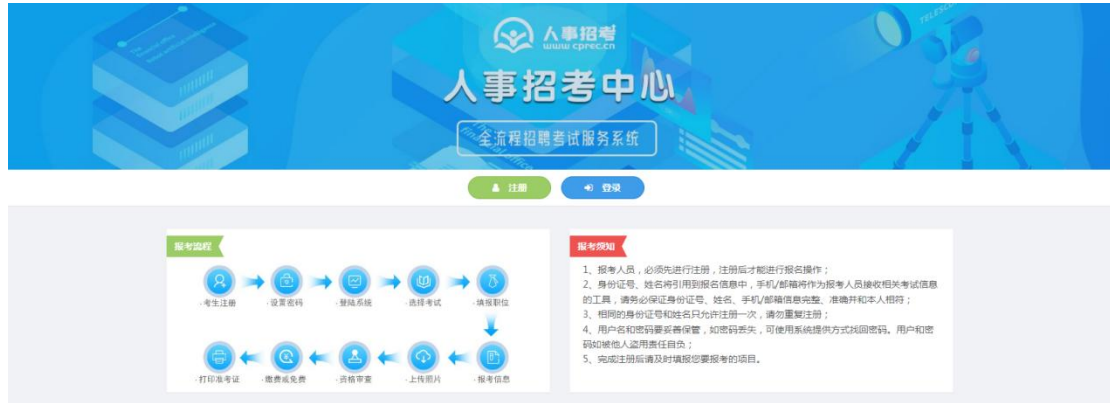 人事招考
www.cprec.cn
人事招考中心
全流程招聘考试服务系统
注册
登录
报考流程
·考生注册
·设置密码
·登陆系统
·选择考试
·填报职位
·打印准考证
·缴费或免费
·资格审查
·上传照片
·报考信息
报考须知
1、报考人员，必须先进行注册，注册后才能进行报名操作；
2、身份证号、姓名将引用到报名信息中，手机/邮箱将作为报考人员接收相关考试信息
的工具，请务必保证身份证号、姓名、手机/邮箱信息完整、准确并和本人相符；
3、相同的身份证号和姓名只允许注册一次，请勿重复注册；
4、用户名和密码要妥善保管，如密码丢失，可使用系统提供方式找回密码。用户和密
码如被他人盗用责任自负；
5、完成注册后请及时填报您要报考的项目。